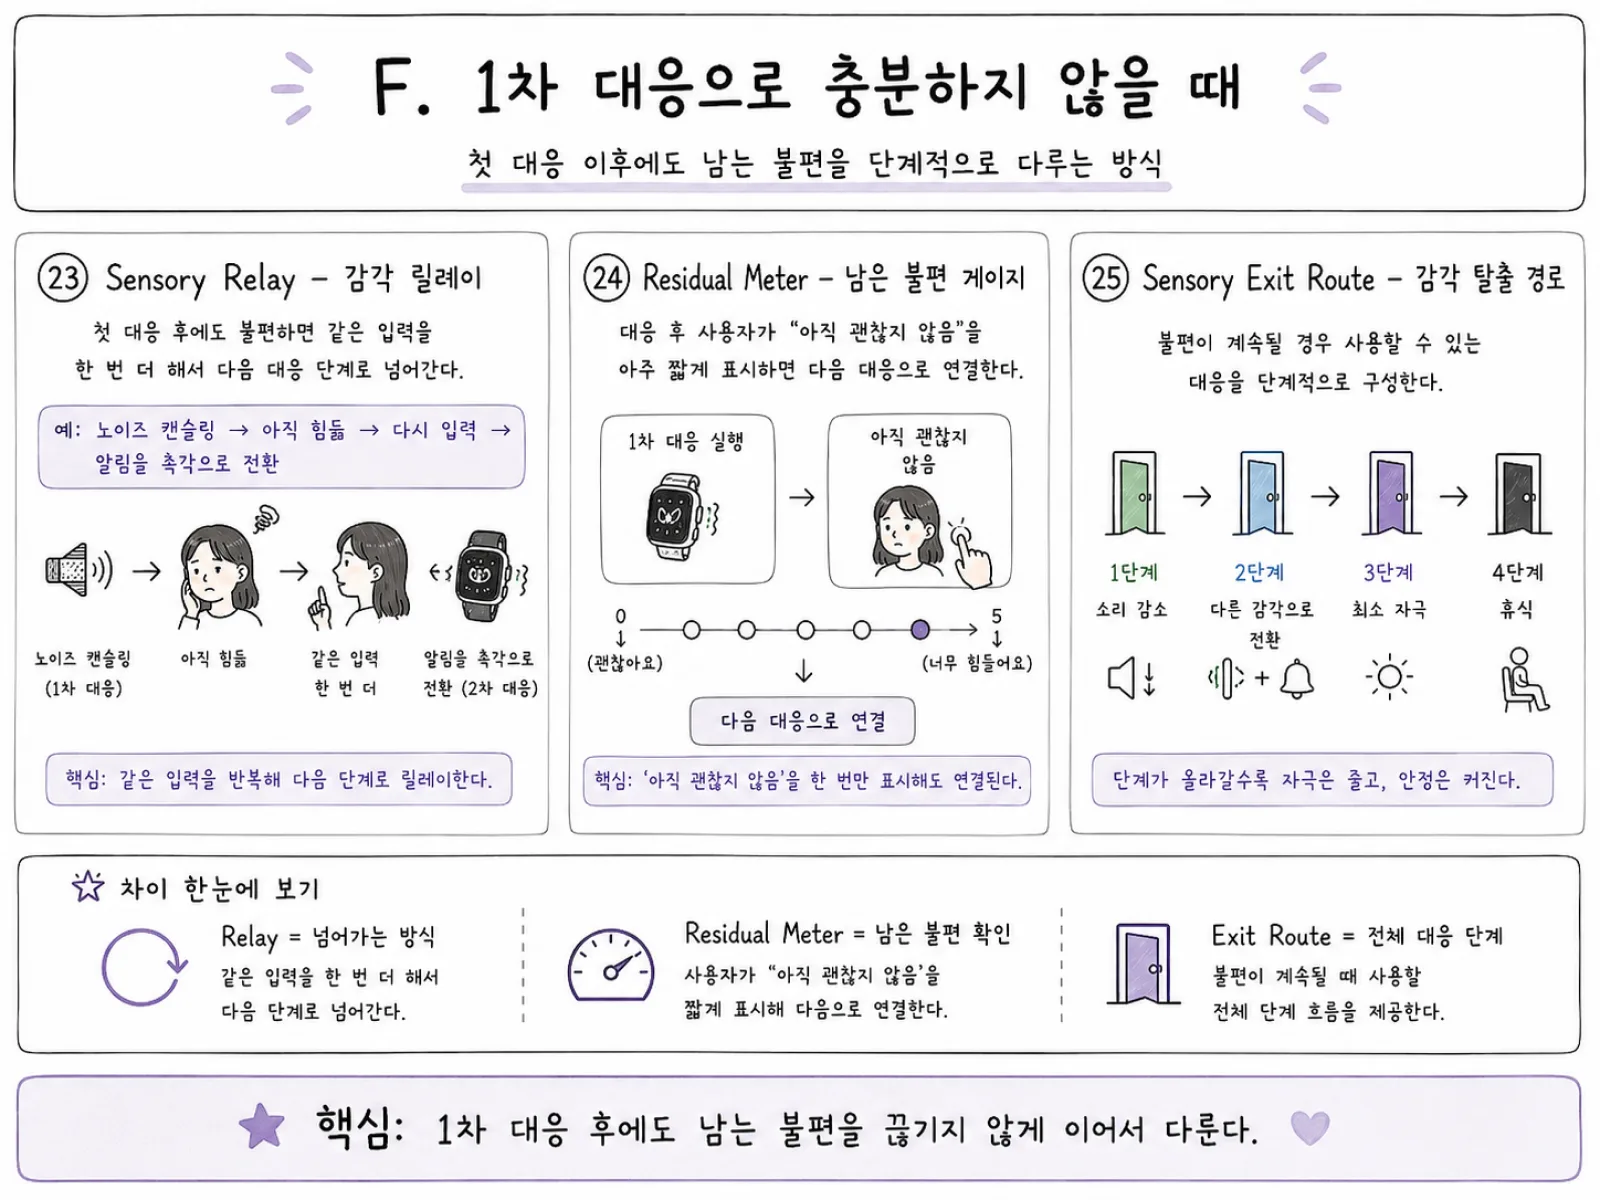 F. 1차 대응으로 충분하지 않을 때
첫 대응 이후에도 남는 불편을 단계적으로 다루는 방식
23 Sensory Relay – 감각 릴레이
첫 대응 후에도 불편하면 같은 입력을
한 번 더 해서 다음 대응 단계로 넘어간다.
예: 노이즈 캔슬링 → 아직 힘듦 → 다시 입력 →
알림을 촉각으로 전환
노이즈 캔슬링
(1차 대응)
아직 힘듦
같은 입력
한 번 더
알림을 촉각으로
전환 (2차 대응)
핵심: 같은 입력을 반복해 다음 단계로 릴레이한다.
24 Residual Meter – 남은 불편 게이지
대응 후 사용자가 “아직 괜찮지 않음”을
아주 짧게 표시하면 다음 대응으로 연결한다.
1차 대응 실행
아직 괜찮지
않음
0
(괜찮아요)
5
(너무 힘들어요)
다음 대응으로 연결
핵심: ‘아직 괜찮지 않음’을 한 번만 표시해도 연결된다.
25 Sensory Exit Route – 감각 탈출 경로
불편이 계속될 경우 사용할 수 있는
대응을 단계적으로 구성한다.
1단계
소리 감소
2단계
다른 감각으로
전환
3단계
최소 자극
4단계
휴식
단계가 올라갈수록 자극은 줄고, 안정은 커진다.
차이 한눈에 보기
Relay = 넘어가는 방식
같은 입력을 한 번 더 해서
다음 단계로 넘어간다.
Residual Meter = 남은 불편 확인
사용자가 “아직 괜찮지 않음’을
짧게 표시해 다음으로 연결한다.
Exit Route = 전체 대응 단계
불편이 계속될 때 사용할
전체 단계 흐름을 제공한다.
핵심: 1차 대응 후에도 남는 불편을 끊기지 않게 이어서 다룬다.